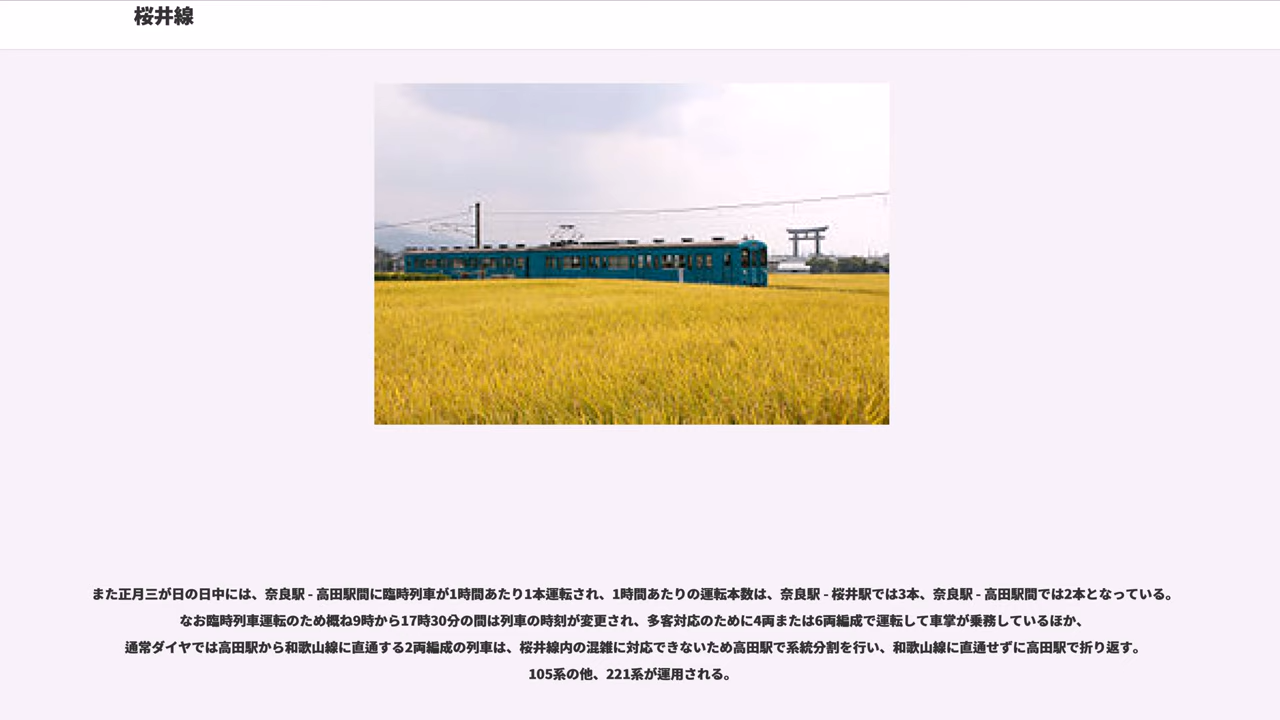 桜井線
また正月三が日の日中には、奈良駅 - 高田駅間に臨時列車が1時間あたり1本運転され、1時間あたりの運転本数は、奈良駅 - 桜井駅では3本、奈良駅 - 高田駅間では2本となっている。
なお臨時列車運転のため概ね9時から17時30分の間は列車の時刻が変更され、多客対応のために4両または6両編成で運転して車掌が乗務しているほか、
通常ダイヤでは高田駅から和歌山線に直通する2両編成の列車は、桜井線内の混雑に対応できないため高田駅で系統分割を行い、和歌山線に直通せずに高田駅で折り返す。
105系の他、221系が運用される。